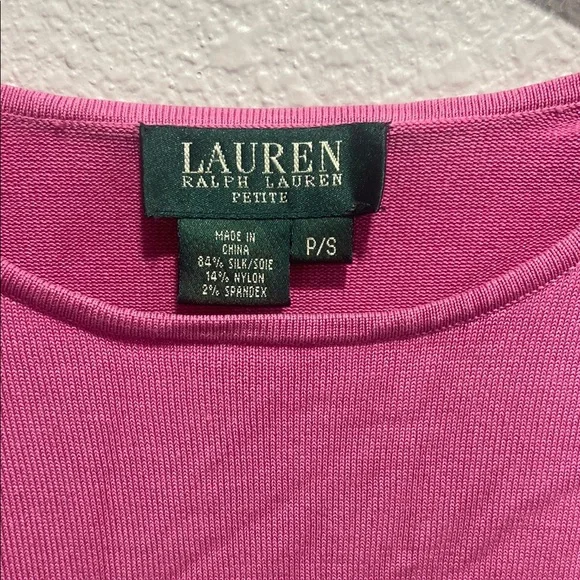 LAUREN
RALPH LAUREN
PETITE
MADE IN
CHINA
84% SILK/SOIE
14% NYLON
2% SPANDEX
P/S